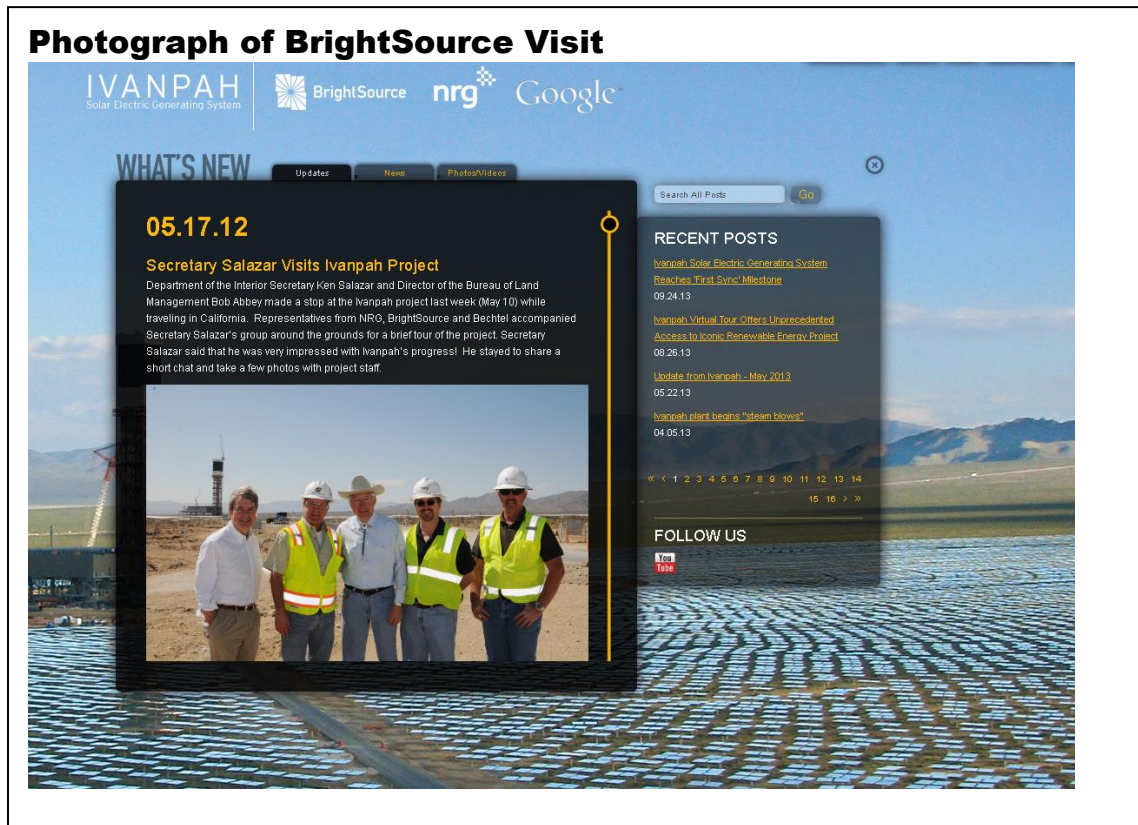 Photograph of BrightSource Visit
IVANPAH
Solar Electric Generating System
BrightSource
nrg
Google
WHAT'S NEW
Updates
News
Photos/Videos
Search All Posts
Go
05.17.12
Secretary Salazar Visits Ivanpah Project
Department of the Interior Secretary Ken Salazar and Director of the Bureau of Land
Management Bob Abbey made a stop at the Ivanpah project last week (May 10) while
traveling in California. Representatives from NRG, BrightSource and Bechtel accompanied
Secretary Salazar's group around the grounds for a brief tour of the project. Secretary
Salazar said that he was very impressed with Ivanpah's progress! He stayed to share a
short chat and take a few photos with project staff.
RECENT POSTS
Ivanpah Solar Electric Generating System
Reaches 'First Sync' Milestone
09.24.13
Ivanpah Virtual Tour Offers Unprecedented
Access to Iconic Renewable Energy Project
08.26.13
Update from Ivanpah - May 2013
05.22.13
Ivanpah plant begins "steam blows"
04.05.13
« < 1 2 3 4 5 6 7 8 9 10 11 12 13 14
15 16 > »
FOLLOW US
You
Tube